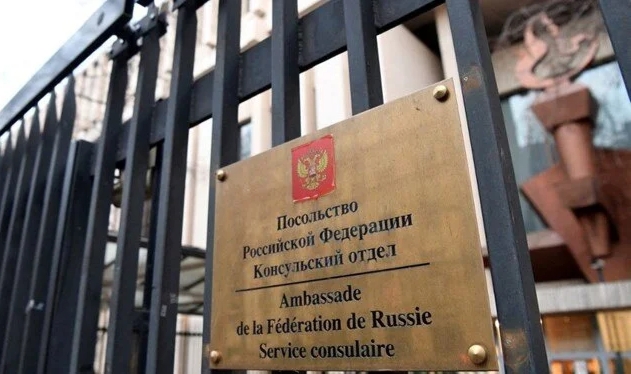 Посольство
Российской Федерации
Консульский отдел
Ambassade
de la Fédération de Russie
Service consulaire